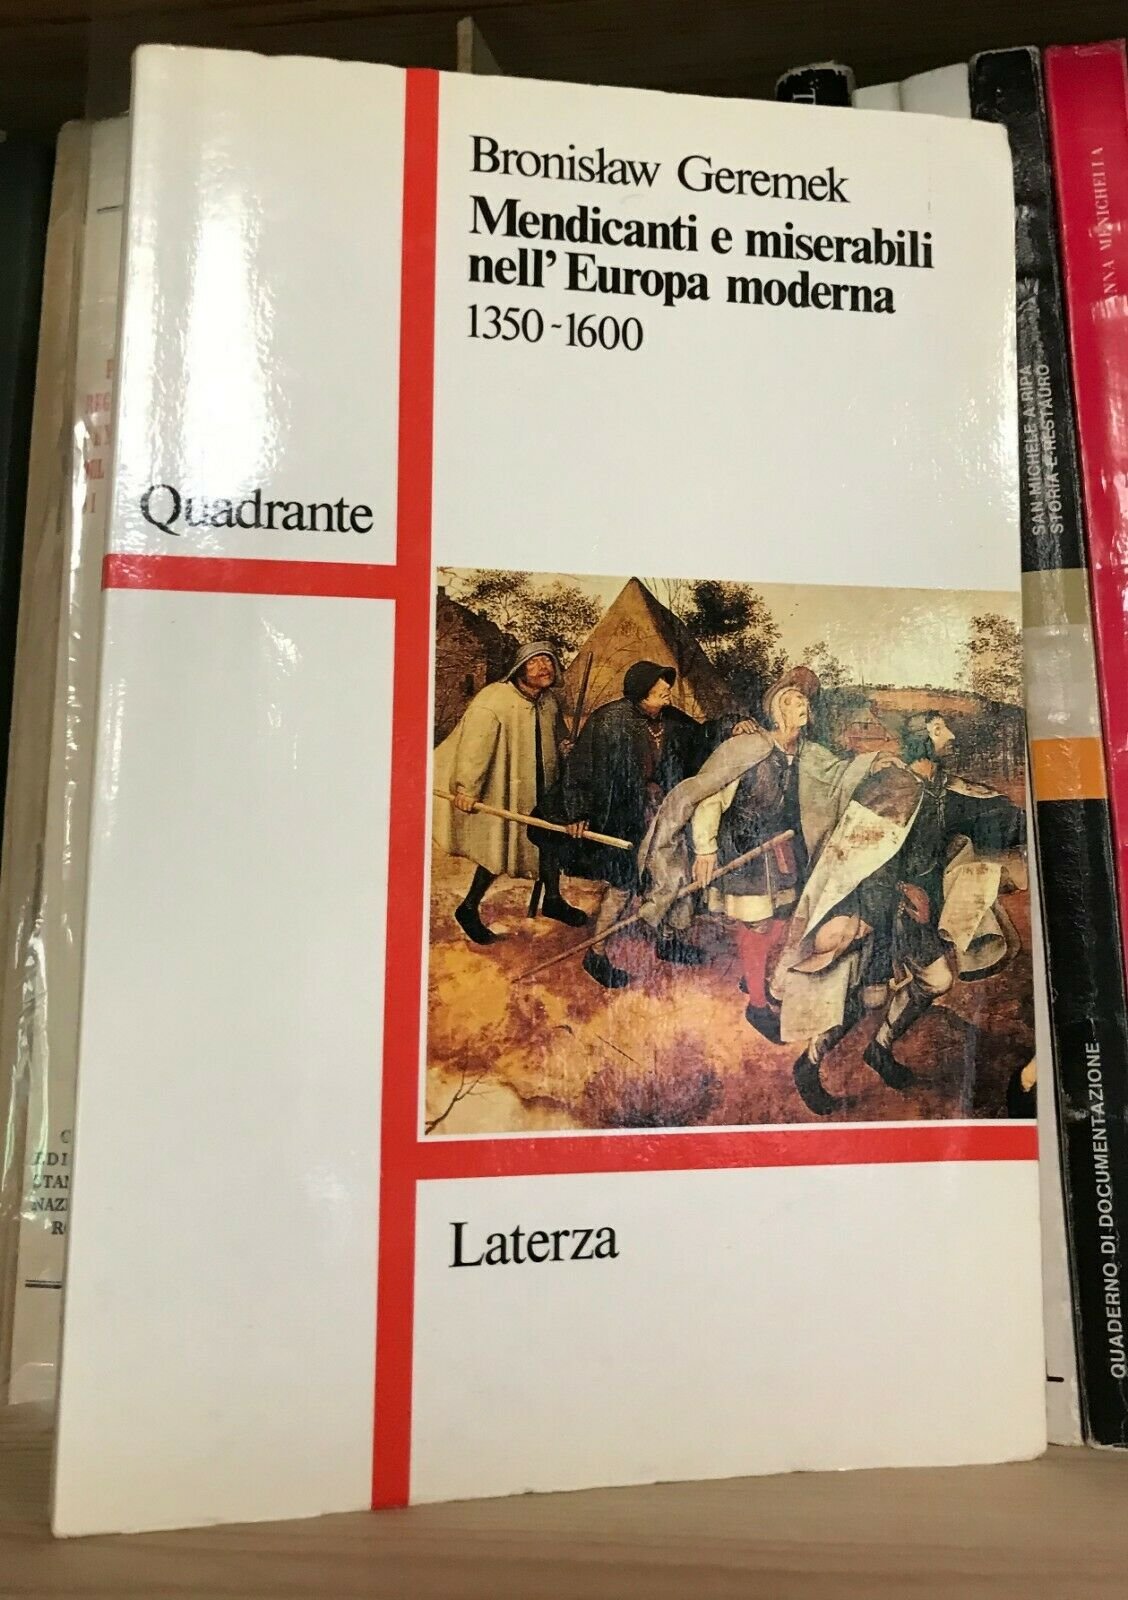 Bronisław Geremek
Mendicanti e miserabili
nell'Europa moderna
1350-1600
Quadrante
Laterza
SAN MICHELE A RIPA
STORIA E RESTAURO
QUADERNO DI DOCUMENTAZIONE
MENICHELLA